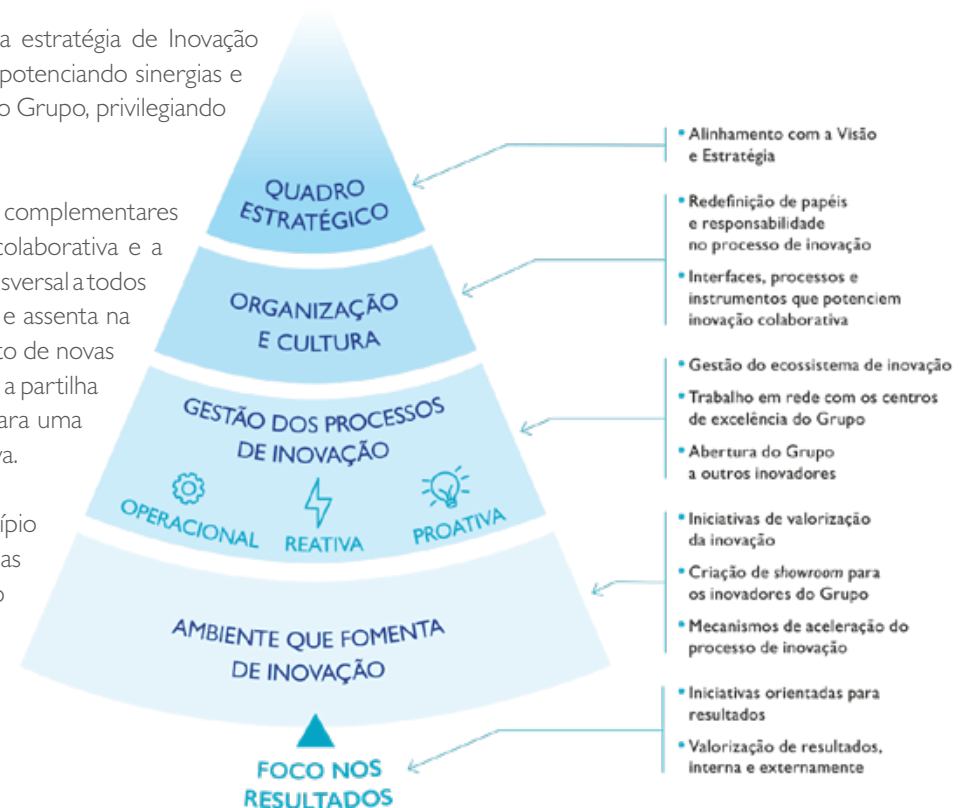 a estratégia de Inovação
potenciando sinergias e
o Grupo, privilegiando
complementares
colaborativa e a
sversal a todos
e assenta na
to de novas
a partilha
ara uma
va.
ípio
as
o
QUADRO
ESTRATÉGICO
ORGANIZAÇÃO
E CULTURA
GESTÃO DOS PROCESSOS
DE INOVAÇÃO
OPERACIONAL
REATIVA
PROATIVA
AMBIENTE QUE FOMENTA
DE INOVAÇÃO
FOCO NOS
RESULTADOS
• Alinhamento com a Visão
e Estratégia
• Redefinição de papéis
e responsabilidade
no processo de inovação
• Interfaces, processos e
instrumentos que potenciem
inovação colaborativa
• Gestão do ecossistema de inovação
• Trabalho em rede com os centros
de excelência do Grupo
• Abertura do Grupo
a outros inovadores
• Iniciativas de valorização
da inovação
• Criação de showroom para
os inovadores do Grupo
• Mecanismos de aceleração do
processo de inovação
• Iniciativas orientadas para
resultados
• Valorização de resultados,
interna e externamente